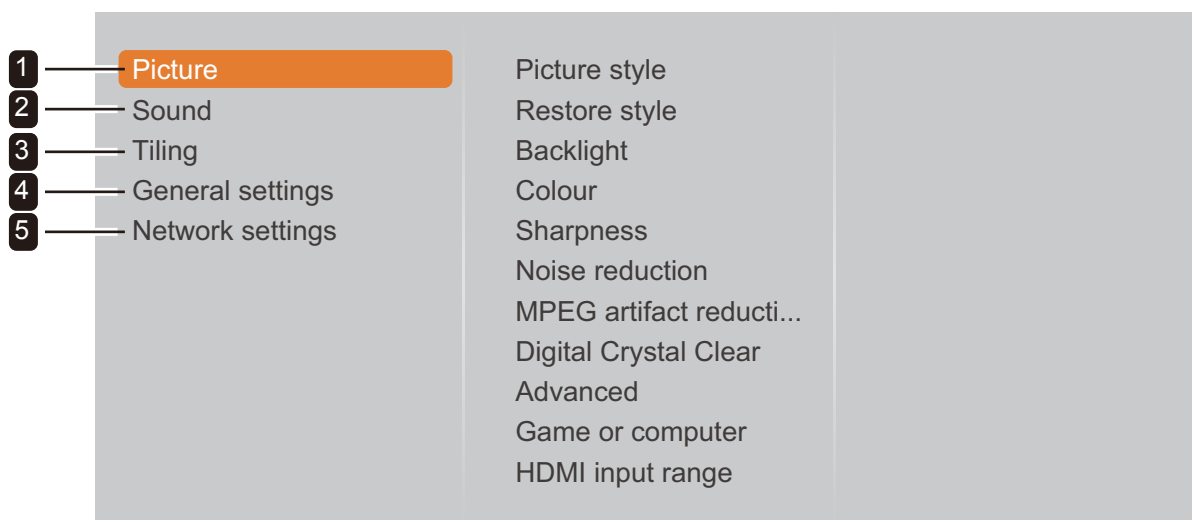 1 Picture
2 Sound
3 Tiling
4 General settings
5 Network settings
Picture style
Restore style
Backlight
Colour
Sharpness
Noise reduction
MPEG artifact reducti...
Digital Crystal Clear
Advanced
Game or computer
HDMI input range